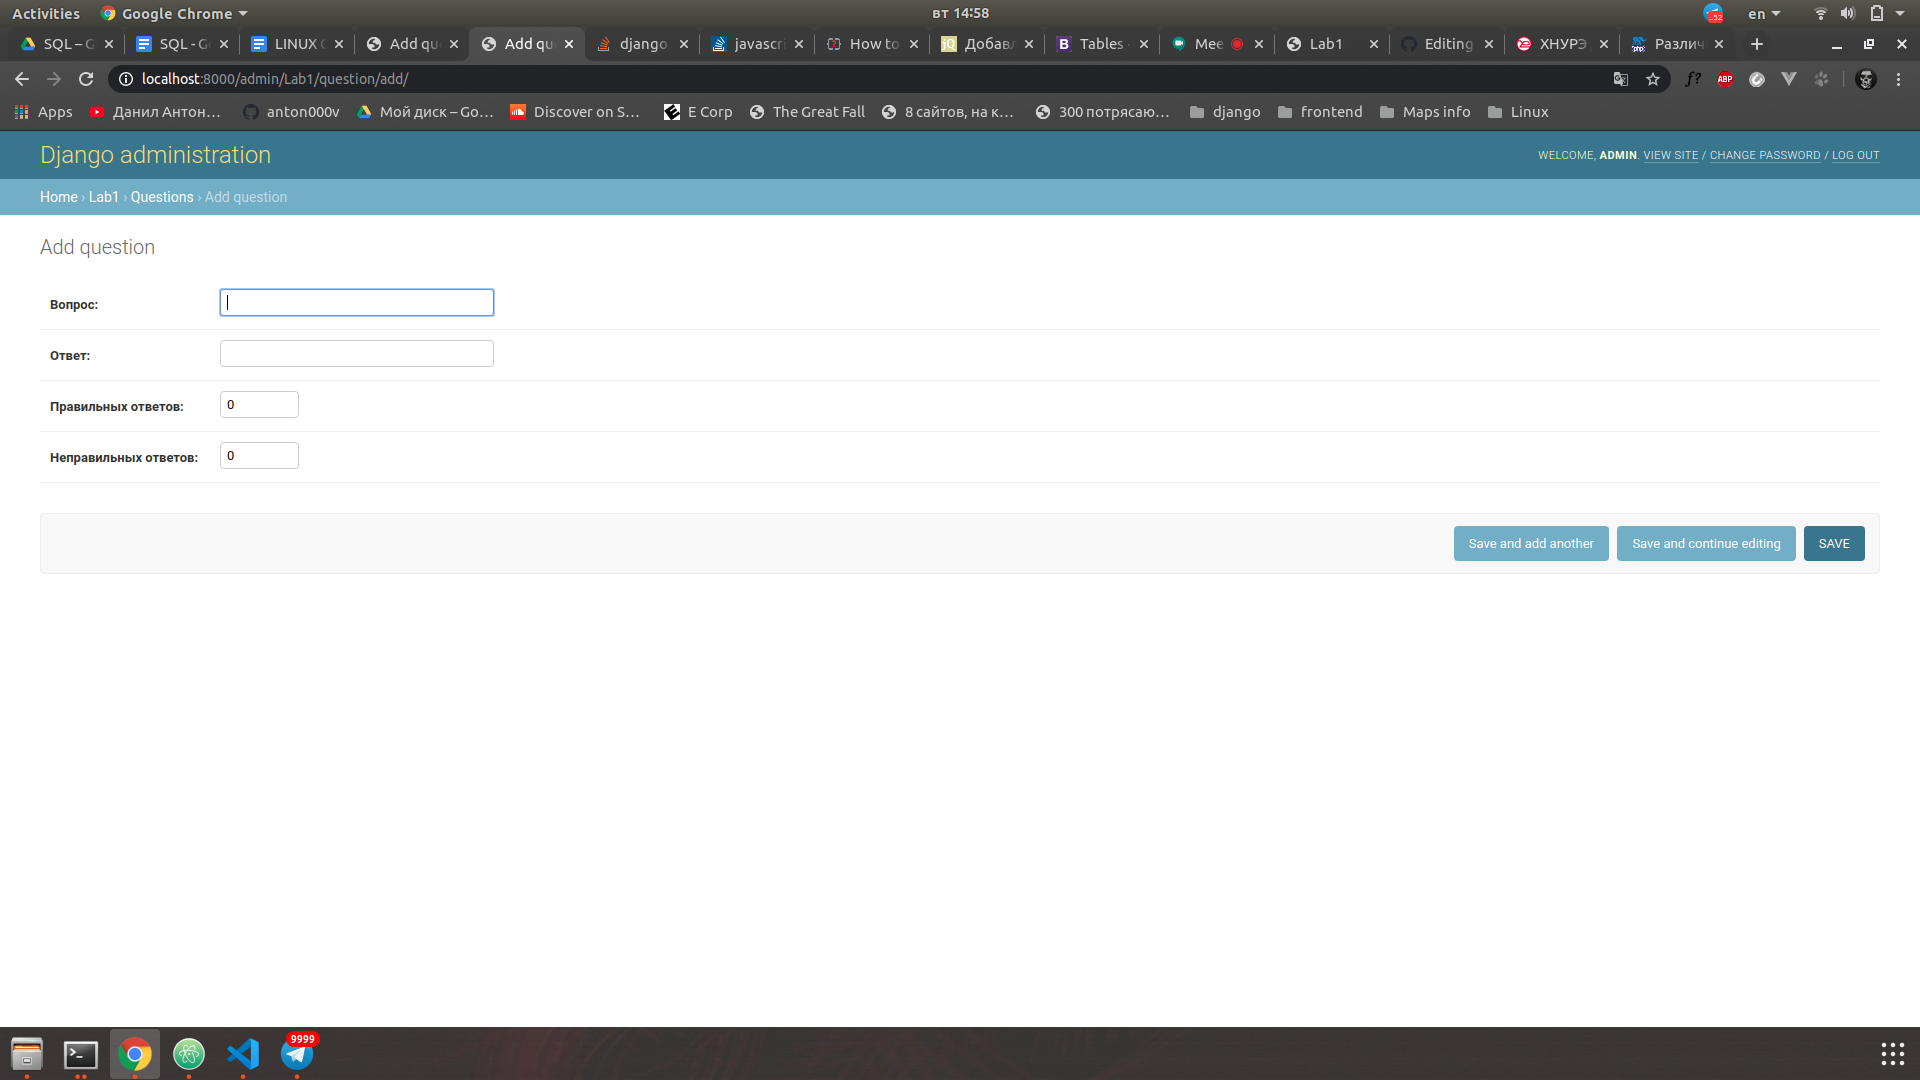 Activities Google Chrome вт 14:58 52 en
SQL – G SQL - G LINUX Add qu Add qu django javascri How to Добавл Tables Mee Lab1 Editing ХНУРЭ Различ
localhost:8000/admin/Lab1/question/add/ f? ABP
Apps Данил Антон... anton000v Мой диск – Go... Discover on S... E Corp The Great Fall 8 сайтов, на к... 300 потрясаю... django frontend Maps info Linux
Django administration WELCOME, ADMIN. VIEW SITE / CHANGE PASSWORD / LOG OUT
Home › Lab1 › Questions › Add question
Add question
Вопрос:
Ответ:
Правильных ответов: 0
Неправильных ответов: 0
Save and add another Save and continue editing SAVE
9999